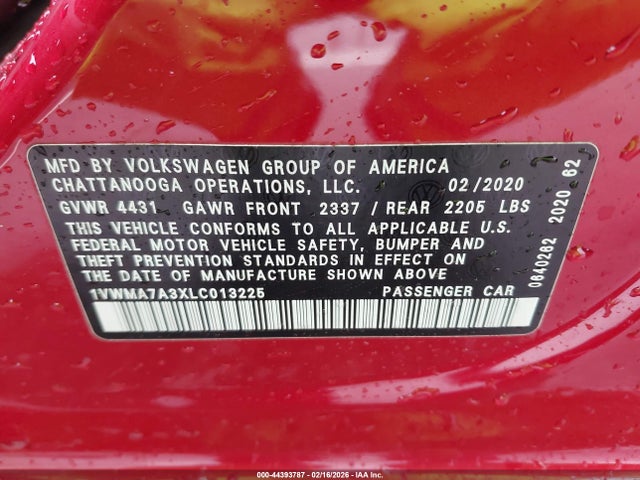 MFD BY VOLKSWAGEN GROUP OF AMERICA
CHATTANOOGA OPERATIONS, LLC. 02/2020
GVWR 4431 GAWR FRONT 2337 / REAR 2205 LBS
THIS VEHICLE CONFORMS TO ALL APPLICABLE U.S.
FEDERAL MOTOR VEHICLE SAFETY, BUMPER AND
THEFT PREVENTION STANDARDS IN EFFECT ON
THE DATE OF MANUFACTURE SHOWN ABOVE
1VWMA7A3XLC013225 PASSENGER CAR
0640262 2020 62
000-44393787 - 02/16/2026 - IAA Inc.